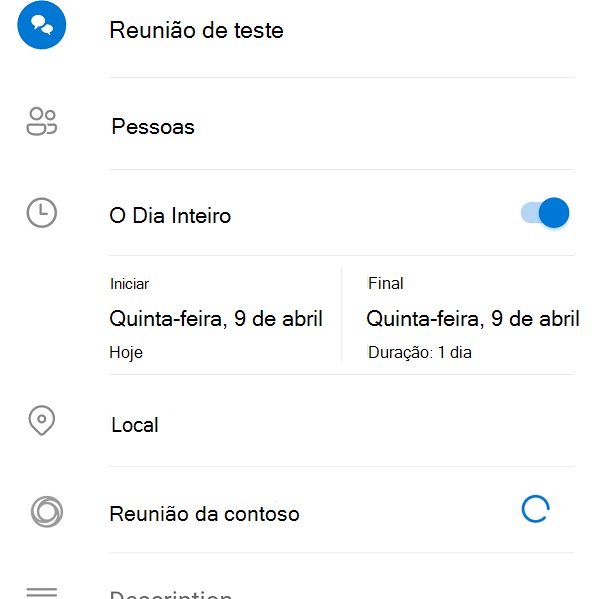 Reunião de teste
Pessoas
O Dia Inteiro
Iniciar
Quinta-feira, 9 de abril
Hoje
Final
Quinta-feira, 9 de abril
Duração: 1 dia
Local
Reunião da contoso
Description